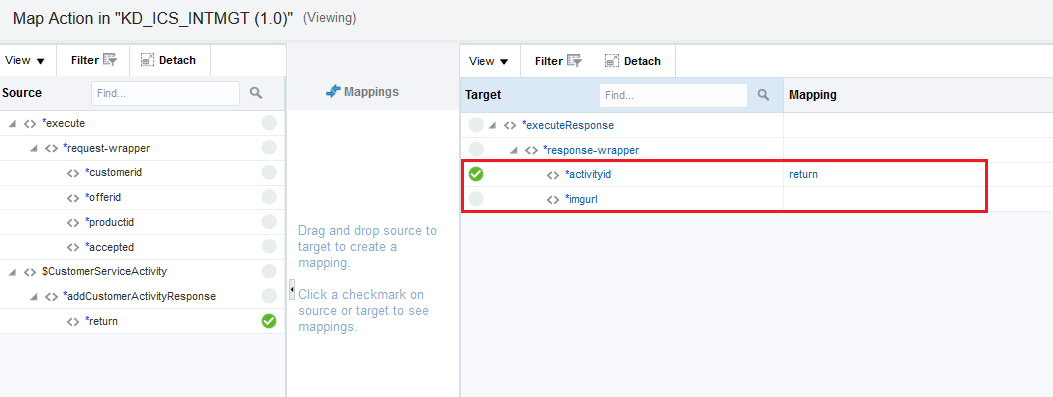 Map Action in "KD_ICS_INTMGT (1.0)" (Viewing)
View Filter Detach
Source Find...
*execute
*request-wrapper
*customerid
*offerid
*productid
*accepted
$CustomerServiceActivity
*addCustomerActivityResponse
*return
Mappings
Drag and drop source to
target to create a
mapping.
Click a checkmark on
source or target to see
mappings.
View Filter Detach
Target Find... Mapping
*executeResponse
*response-wrapper
*activityid return
*imgurl